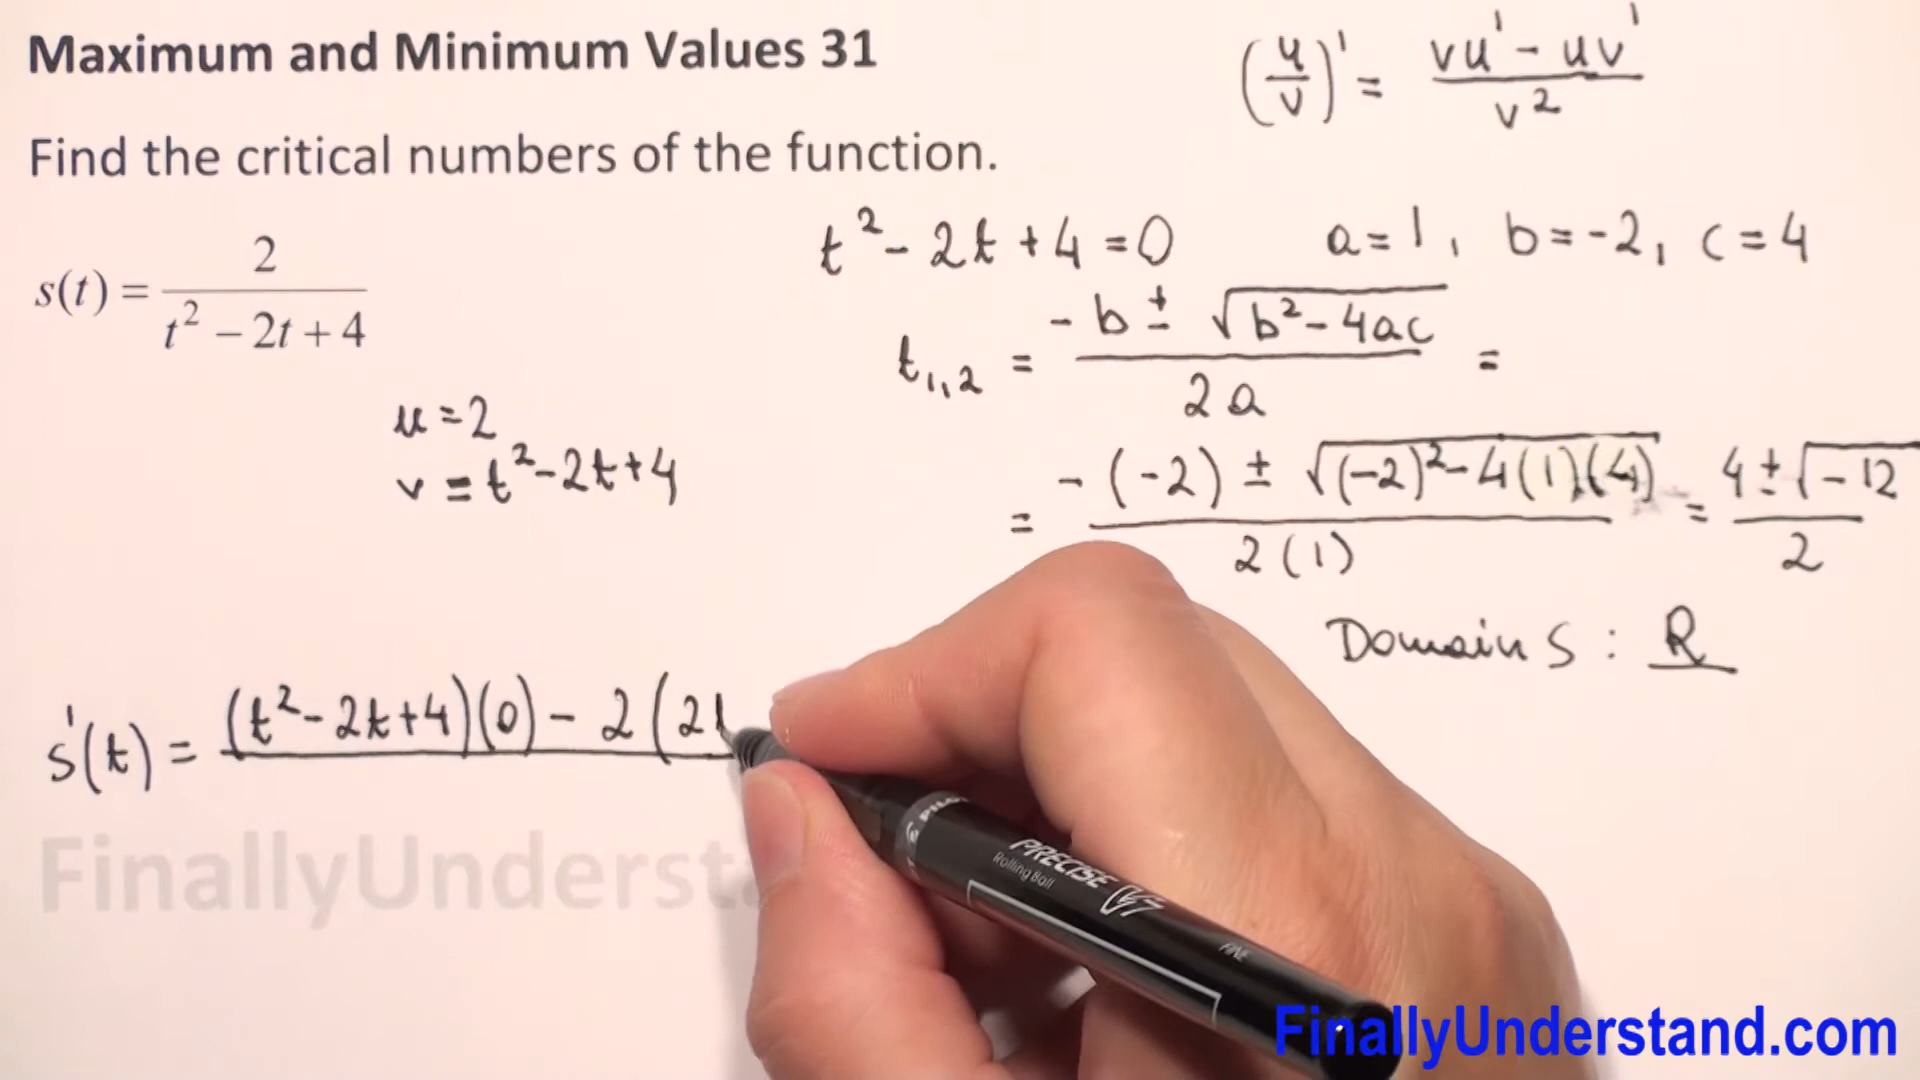 Maximum and Minimum Values 31
(u/v)' = (vu' - uv')/v²
Find the critical numbers of the function.
s(t) = 2/(t² - 2t + 4)
t² - 2t + 4 = 0 a = 1, b = -2, c = 4
t₁,₂ = (-b ± √(b² - 4ac))/(2a) =
u = 2
v = t² - 2t + 4
= (-(-2) ± √((-2)² - 4(1)(4)))/(2(1)) = (4 ± √(-12))/2
Domain S: R
s'(t) = (t² - 2t + 4)(0) - 2(2t
FinallyUndersta
PILOT
PRECISE V7
Rolling Ball
FINE
FinallyUnderstand.com